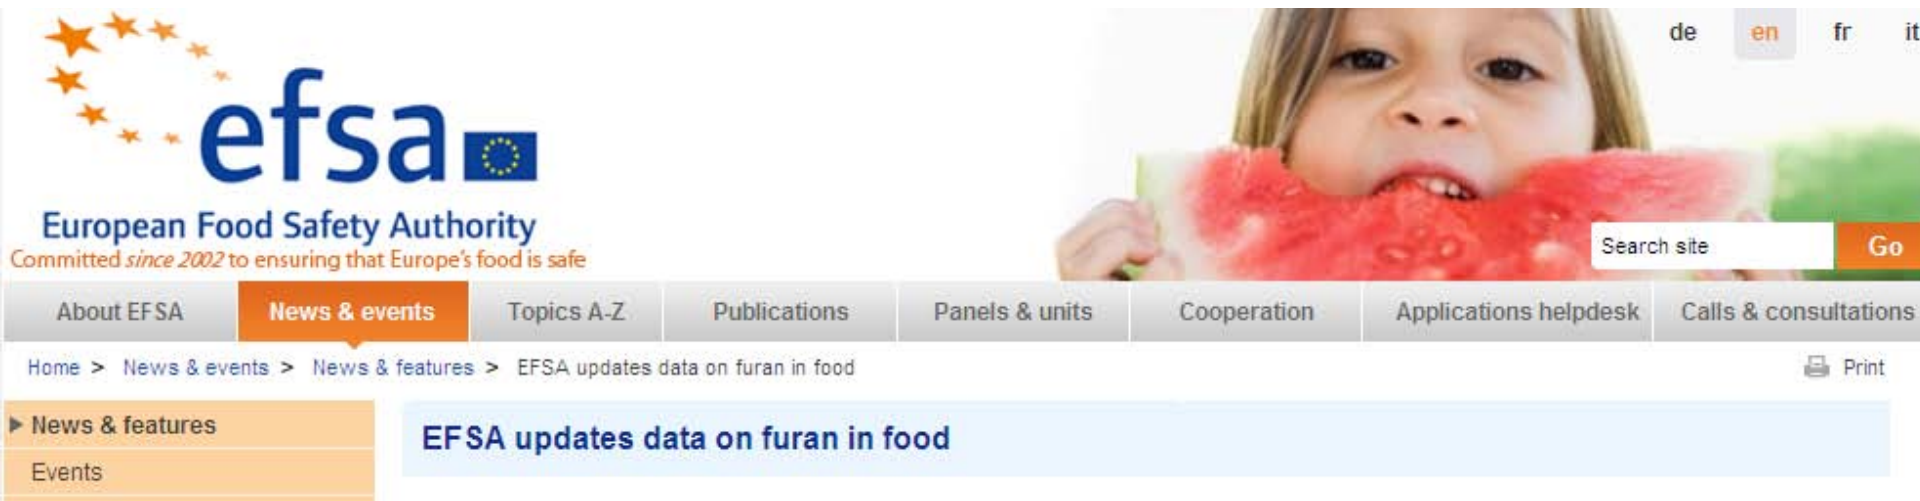 de en fr it
efsa
European Food Safety Authority
Committed since 2002 to ensuring that Europe's food is safe
Search site Go
About EFSA News & events Topics A-Z Publications Panels & units Cooperation Applications helpdesk Calls & consultations
Home > News & events > News & features > EFSA updates data on furan in food Print
News & features
EFSA updates data on furan in food
Events